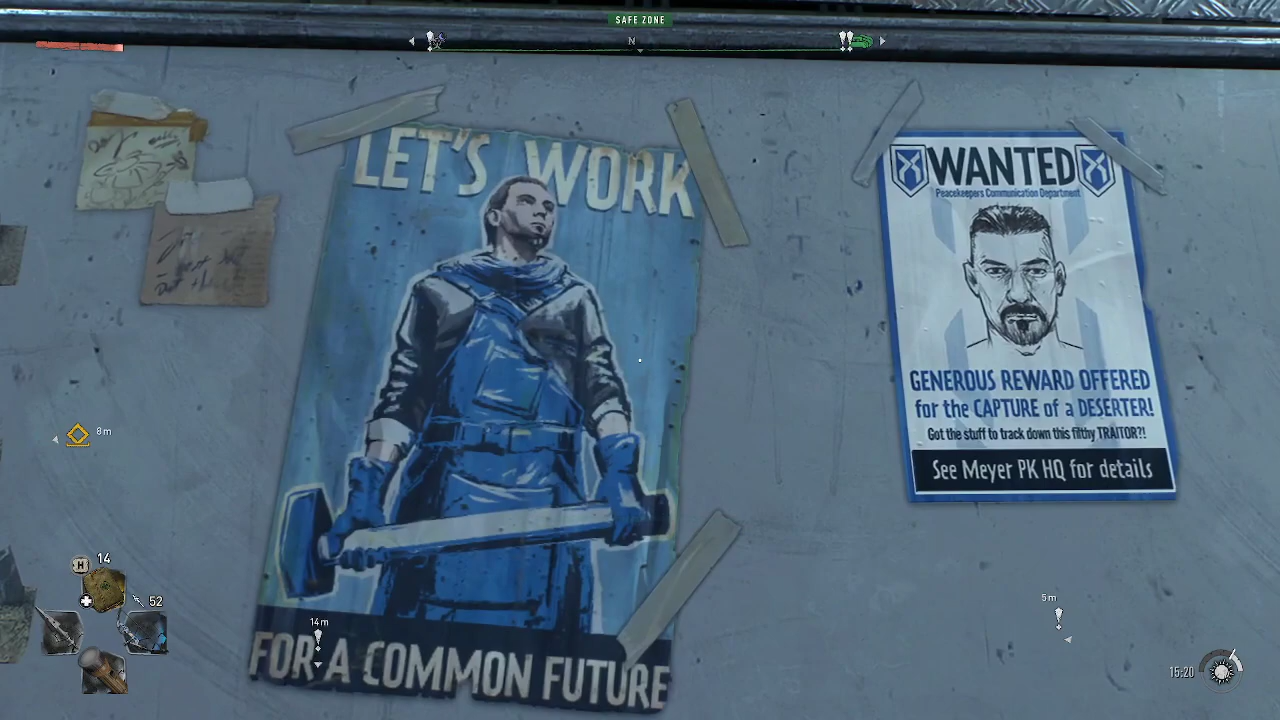 SAFE ZONE
N
LET'S WORK
FOR A COMMON FUTURE
WANTED
Peacekeepers Communication Department
GENEROUS REWARD OFFERED
for the CAPTURE of a DESERTER!
Got the stuff to track down this filthy TRAITOR?!
See Meyer PK HQ for details
8m
H
14
52
14m
5m
15:20